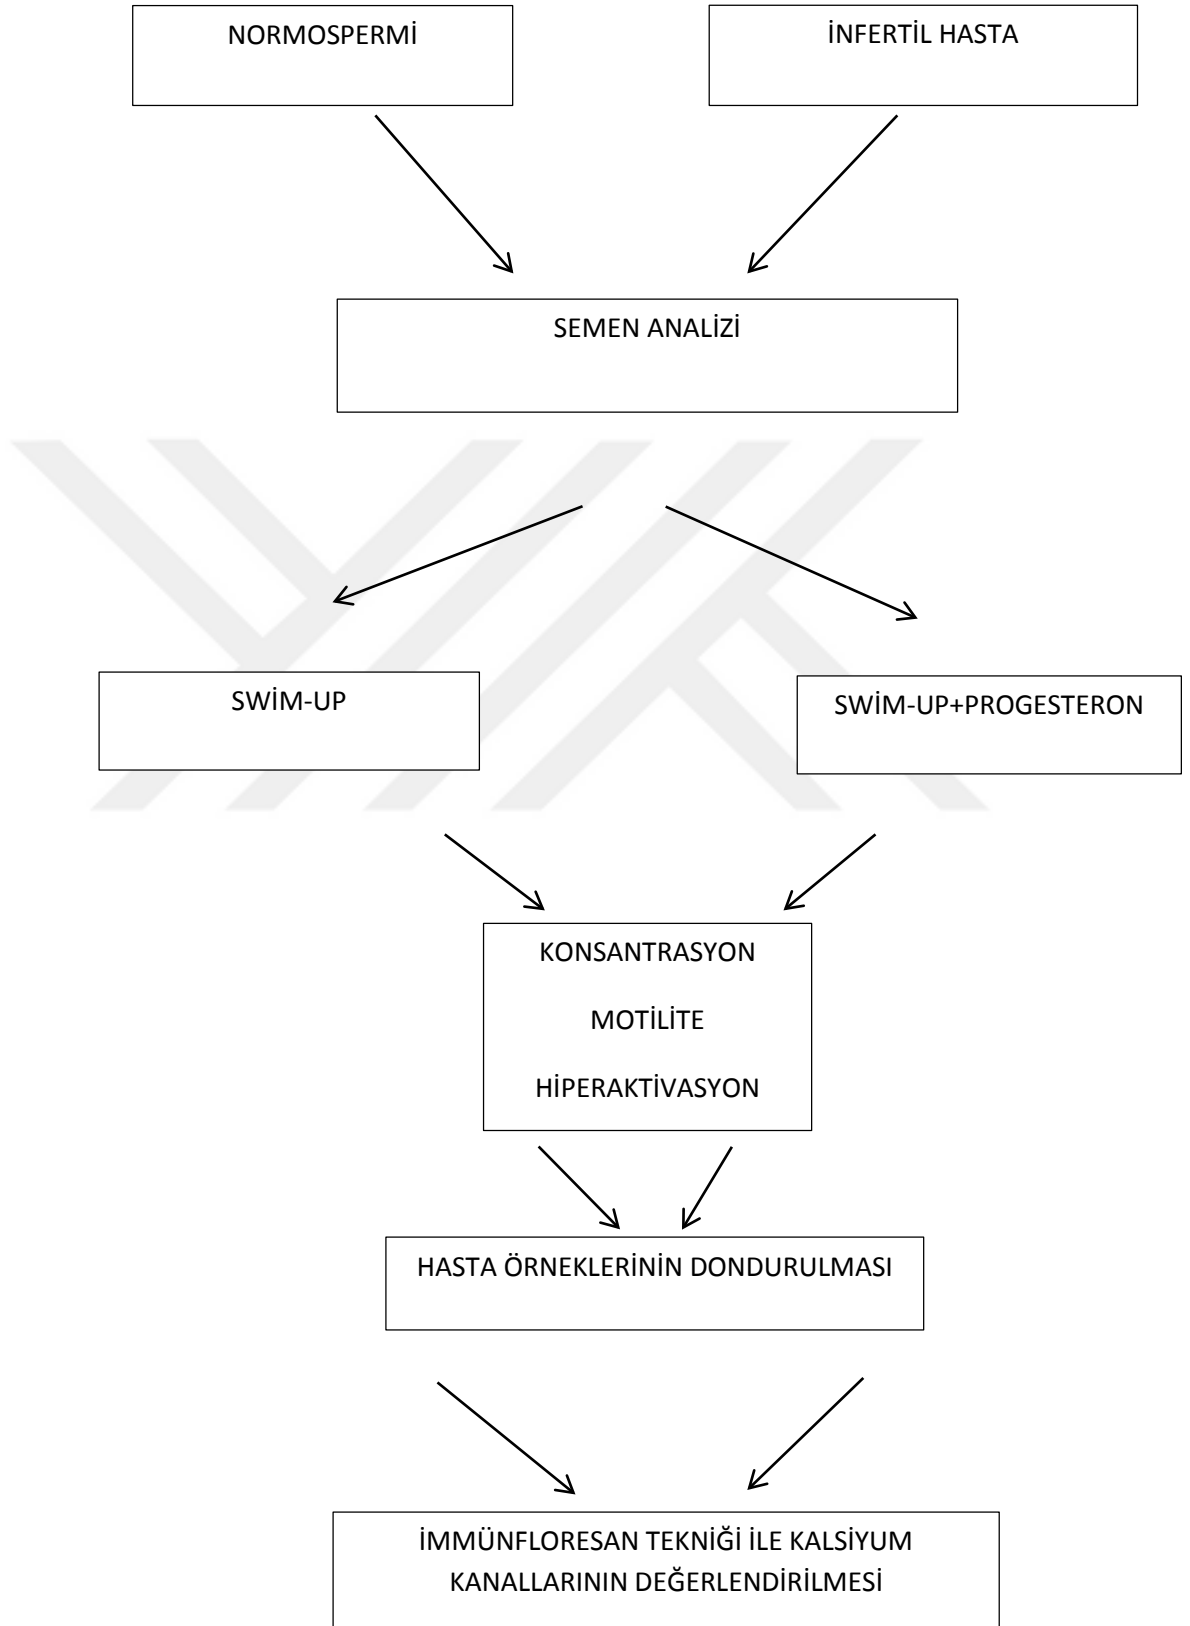 NORMOSPERMİ
İNFERTİL HASTA
SEMEN ANALİZİ
SWİM-UP
SWİM-UP+PROGESTERON
KONSANTRASYON
MOTİLİTE
HİPERAKTİVASYON
HASTA ÖRNEKLERİNİN DONDURULMASI
İMMÜNFLORESAN TEKNİĞİ İLE KALSİYUM
KANALLARININ DEĞERLENDİRİLMESİ